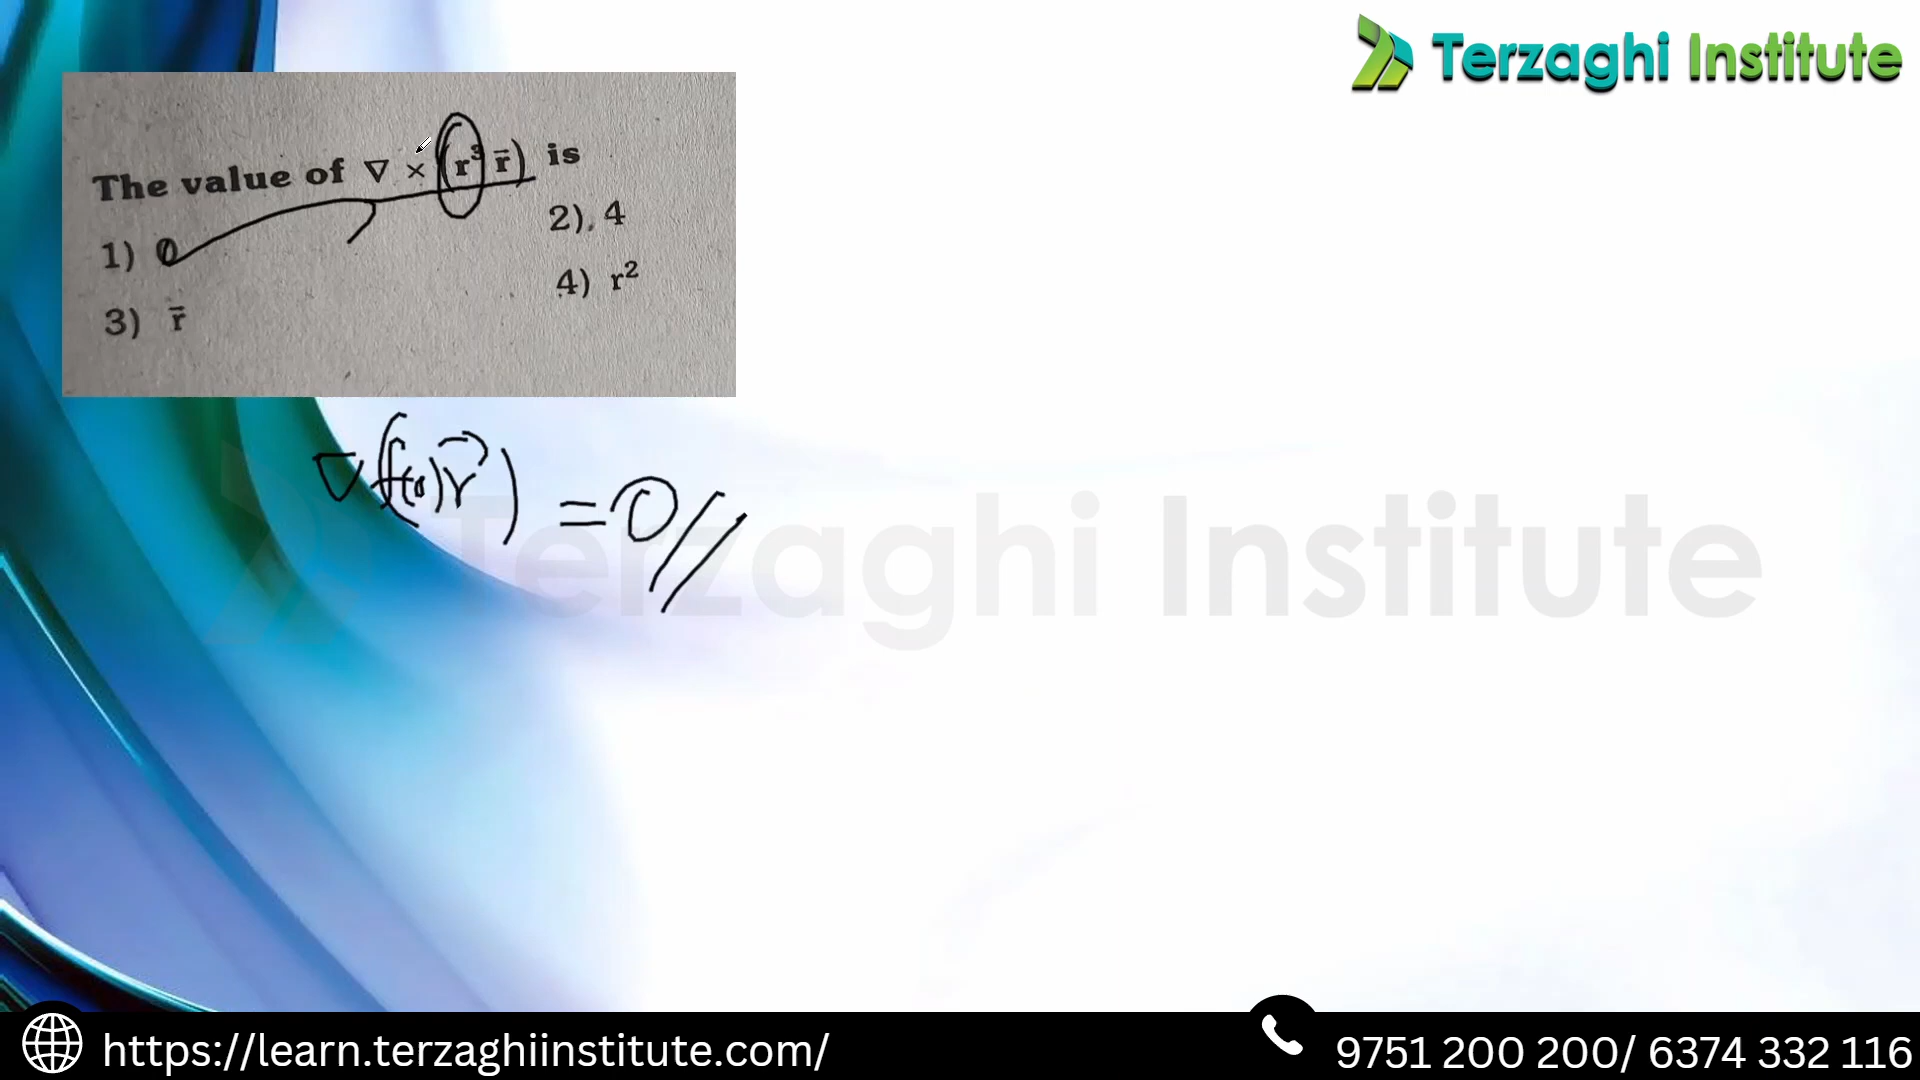 Terzaghi Institute
The value of ∇ × (r³ r̄) is
1) 0
2) 4
3) r̄
4) r²
∇(f(r)r⃗) = 0//
Terzaghi Institute
https://learn.terzaghiinstitute.com/
9751 200 200/ 6374 332 116